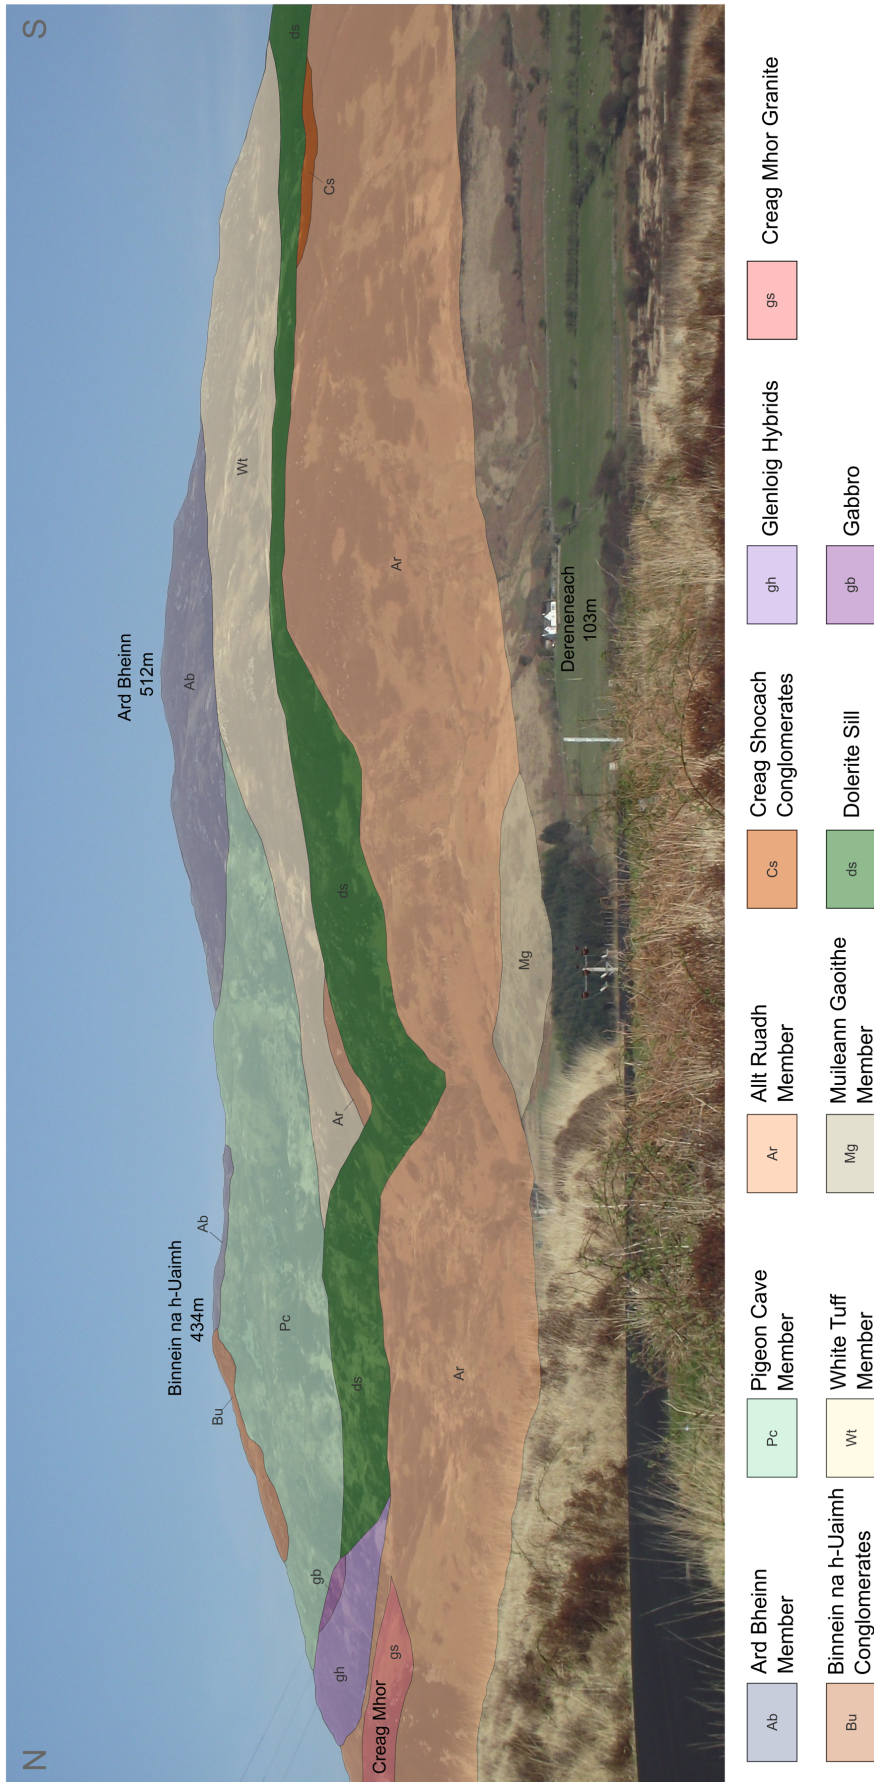 N
S
Ard Bheinn
512m
Binnein na h-Uaimh
434m
Ab
Ab
Bu
Wt
Pc
gb
gh
ds
ds
ds
Ar
Cs
Ar
Ar
gs
Creag Mhor
Mg
Dereneneach
103m
Ab
Ard Bheinn
Member
Pc
Pigeon Cave
Member
Ar
Allt Ruadh
Member
Cs
Creag Shocach
Conglomerates
gh
Glenloig Hybrids
gs
Creag Mhor Granite
Bu
Binnein na h-Uaimh
Conglomerates
Wt
White Tuff
Member
Mg
Muileann Gaoithe
Member
ds
Dolerite Sill
gb
Gabbro